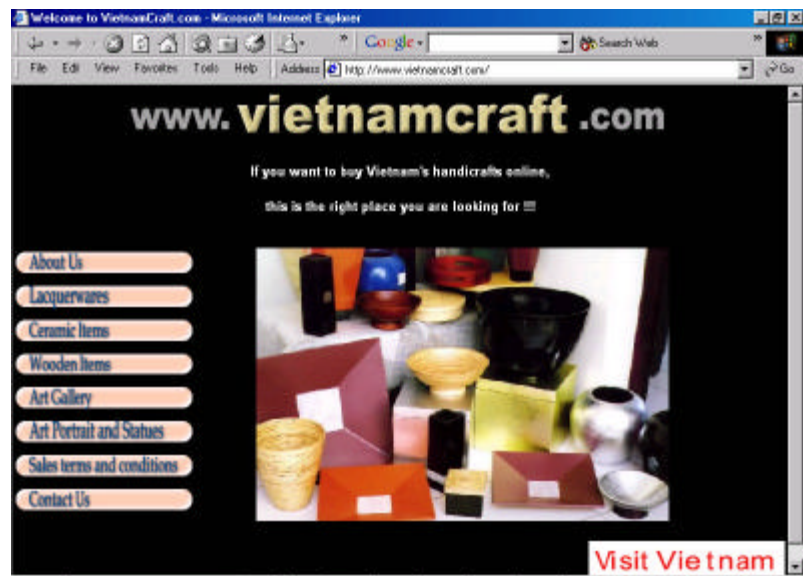 Welcome to VietnamCraft.com - Microsoft Internet Explorer
Google
Search Web
File Edit View Favorites Tools Help Address http://www.vietnamcraft.com/ Go
www.vietnamcraft.com
If you want to buy Vietnam's handicrafts online,
this is the right place you are looking for !!!
About Us
Lacquerwares
Ceramic Items
Wooden Items
Art Gallery
Art Portrait and Statues
Sales terms and conditions
Contact Us
Visit Vietnam